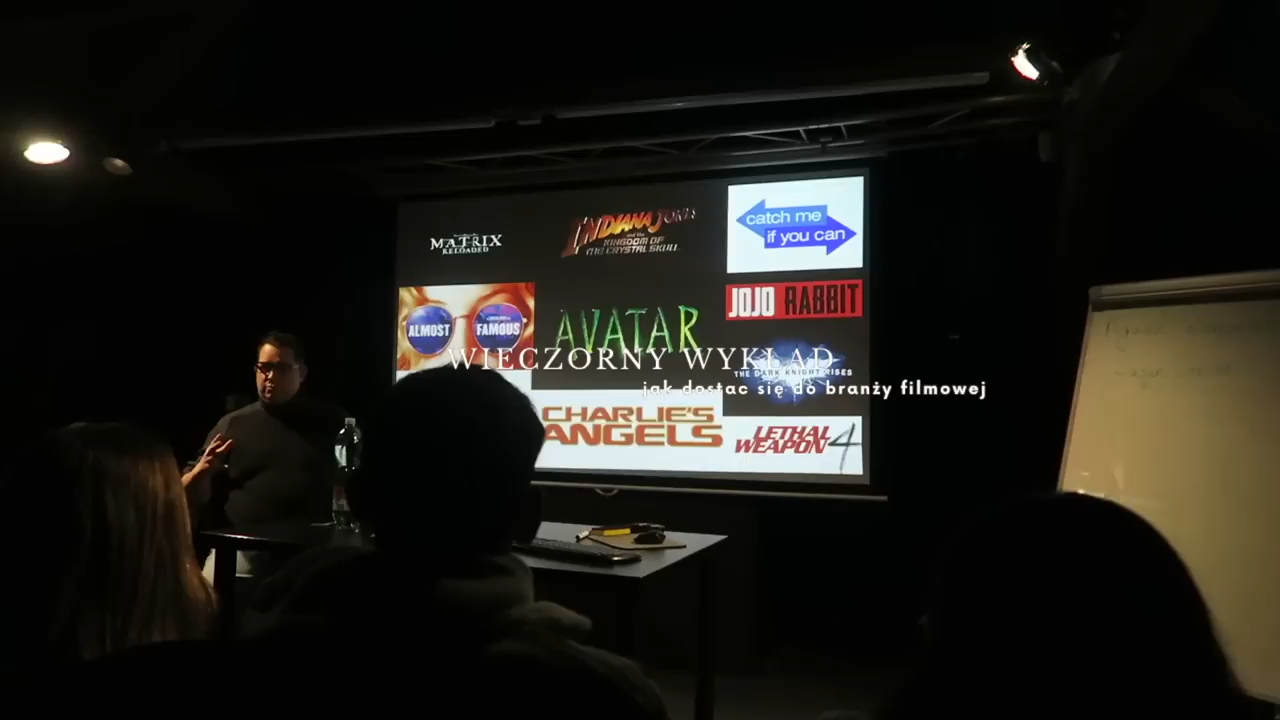 MATRIX
RELOADED
INDIANA JONES
and the
KINGDOM OF
THE CRYSTAL SKULL
catch me
if you can
ALMOST FAMOUS
AVATAR
JOJO RABBIT
THE DARK KNIGHT RISES
CHARLIE'S
ANGELS
LETHAL
WEAPON 4
WIECZORNY WYKŁAD
jak dostac się do branży filmowej